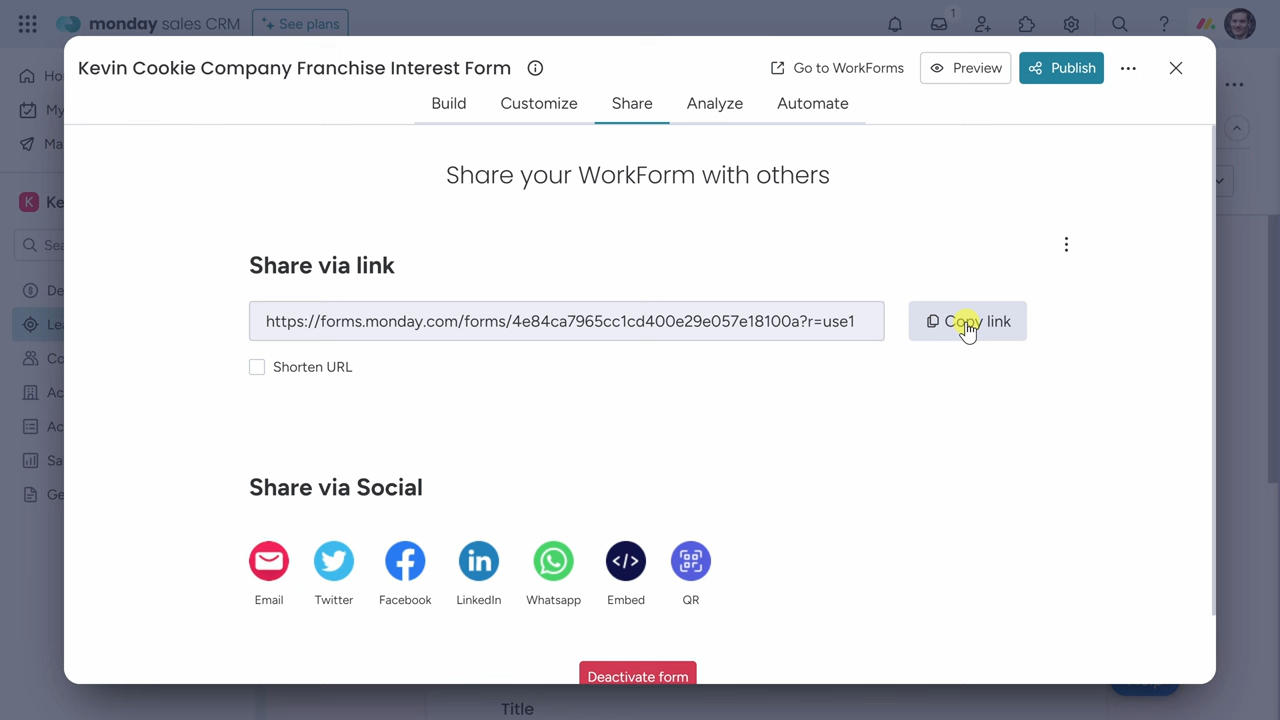 monday sales CRM
See plans
1
Kevin Cookie Company Franchise Interest Form
Go to WorkForms
Preview
Publish
Build
Customize
Share
Analyze
Automate
Share your WorkForm with others
K
Share via link
https://forms.monday.com/forms/4e84ca7965cc1cd400e29e057e18100a?r=use1
Copy link
Shorten URL
Share via Social
Email
Twitter
Facebook
LinkedIn
Whatsapp
Embed
QR
Deactivate form
Title